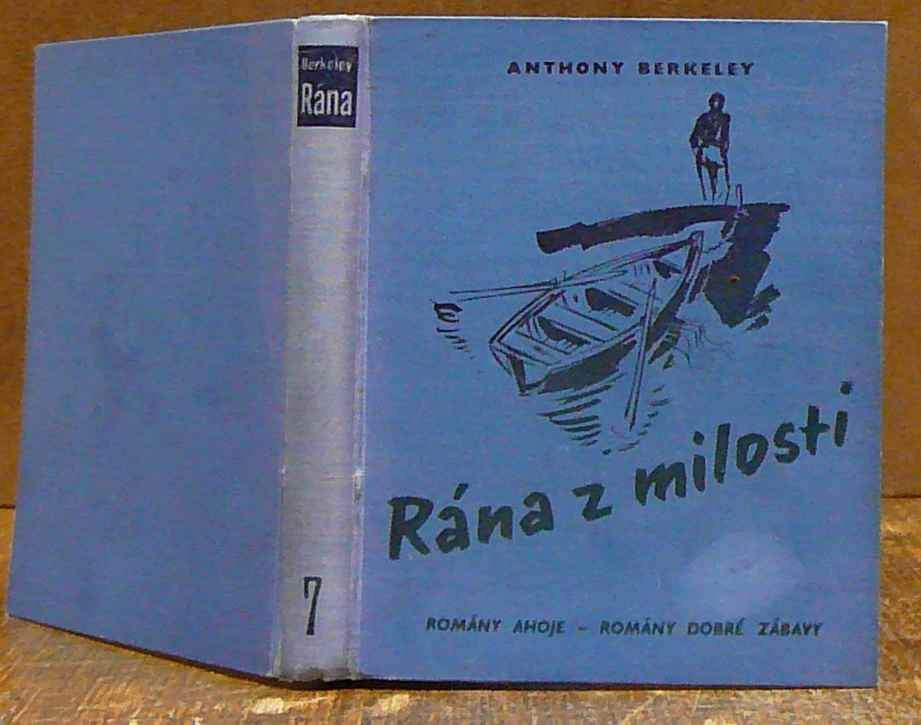 Berkeley
Rána
7
ANTHONY BERKELEY
Rána z milosti
ROMÁNY AHOJE – ROMÁNY DOBRÉ ZÁBAVY